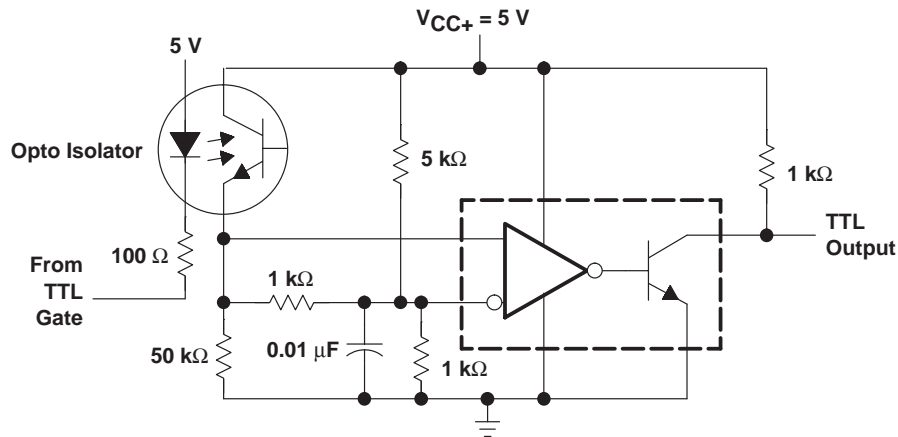 V CC+ = 5 V
5 V
Opto Isolator
5 kΩ
1 kΩ
TTL
Output
100 Ω
From
TTL
Gate
1 kΩ
50 kΩ
0.01 μF
1 kΩ